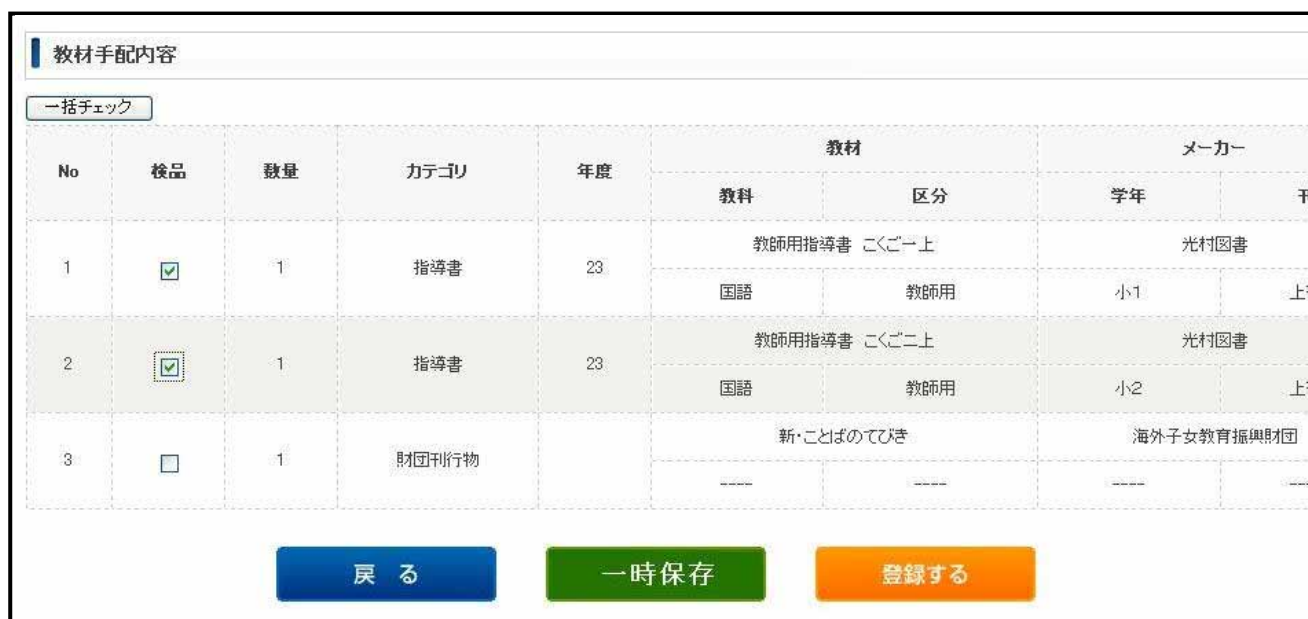 教材手配内容
一括チェック
No 検品 数量 カテゴリ 年度 教材 メーカー
教科 区分 学年
1 1 指導書 23 教師用指導書 こくご一上 光村図書
国語 教師用 小1 上
2 1 指導書 23 教師用指導書 こくご二上 光村図書
国語 教師用 小2 上
3 1 財団刊行物 新・ことばのてびき 海外子女教育振興財団
---- ---- ---- ---
戻 る 一時保存 登録する